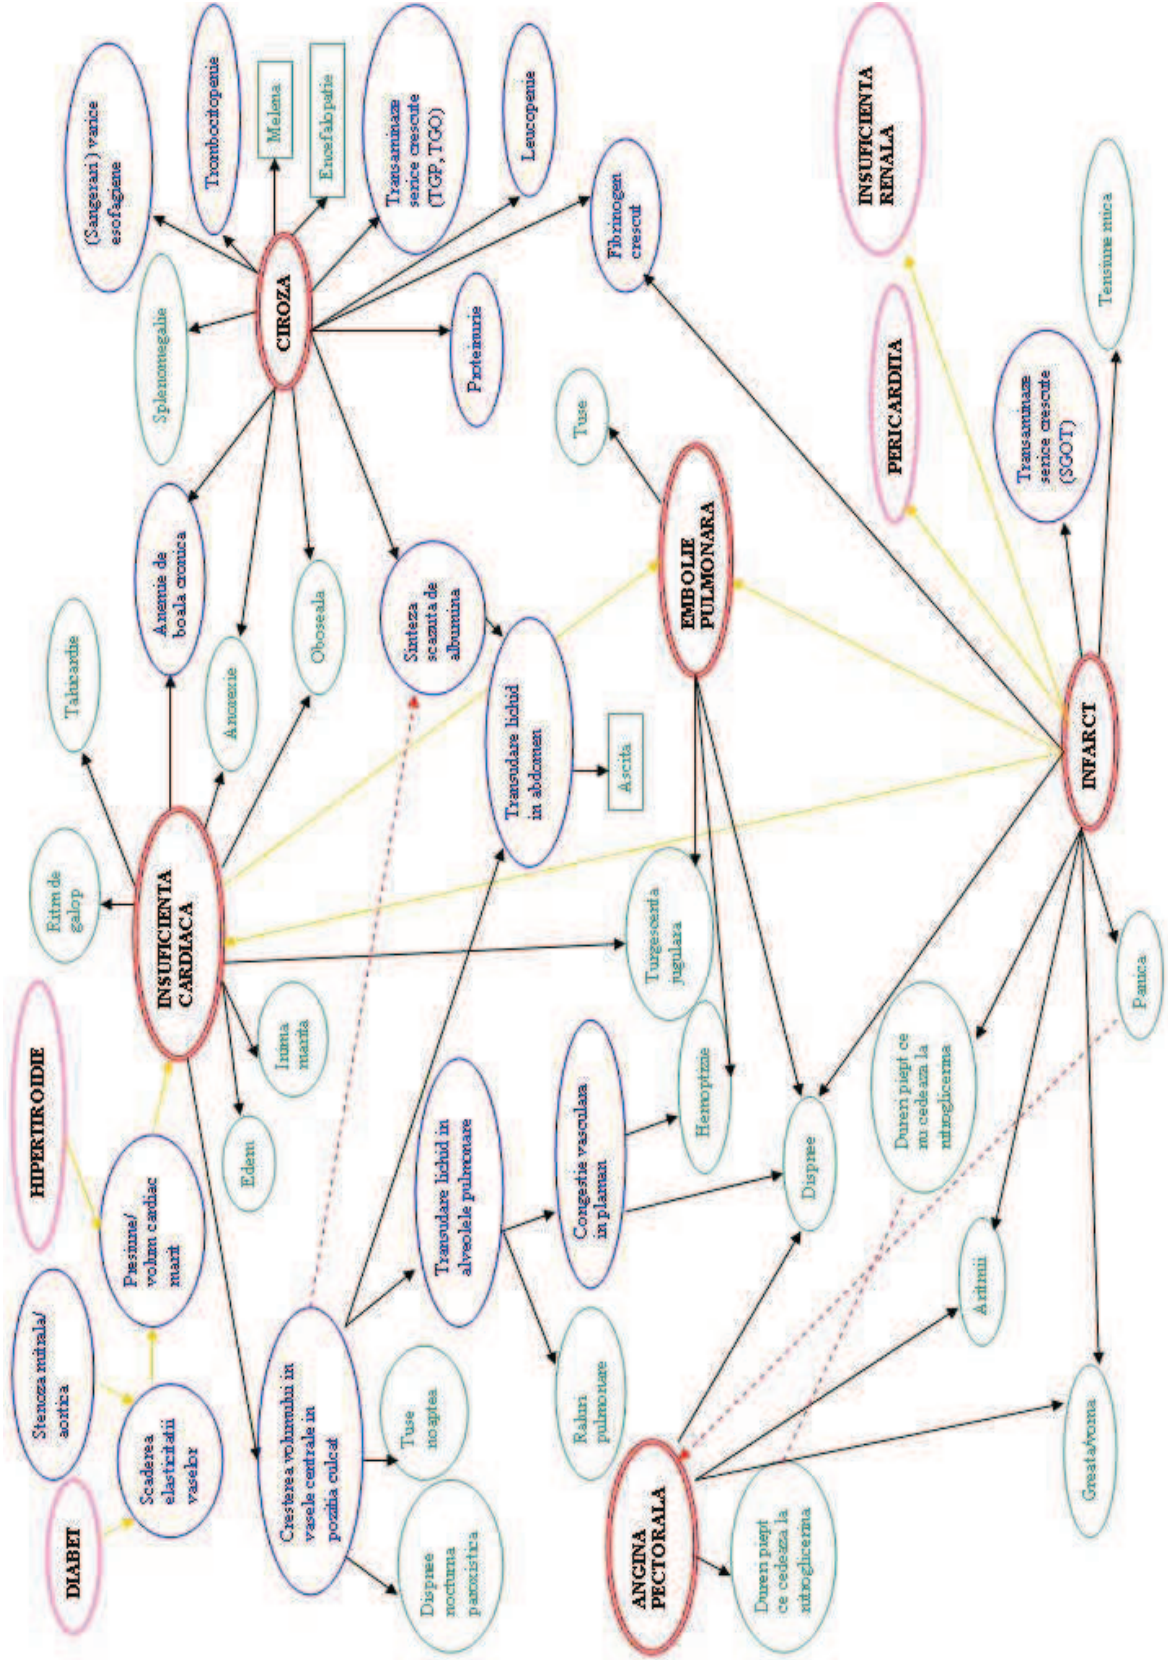 DIABET
Stenoza mitrala/
aortica
HIPERTIROIDIE
Scaderea
elasticitatii
vaselor
Presiune/
volum cardiac
marit
Ritm de
galop
Tahicardie
INSUFICIENTA
CARDIACA
Edem
Inima
marita
Anemie de
boala cronica
Anorexie
Oboseala
Splenomegalie
(Sangerari) varice
esofagiene
Trombocitopenie
Melena
Encefalopatie
CIROZA
Transaminaze
serice crescute
(TGP, TGO)
Leucopenie
Fibrinogen
crescut
Proteinurie
Sinteza
scazuta de
albumina
Cresterea volumului in
vasele centrale in
pozitia culcat
Dispnee
nocturna
paroxistica
Tuse
noaptea
Transudare lichid in
alveolele pulmonare
Transudare lichid
in abdomen
Ascita
Tuse
EMBOLIE
PULMONARA
Raluri
pulmonare
Congestie vasculara
in plaman
Turgescenta
jugulara
Hemoptizie
Dispnee
ANGINA
PECTORALA
Dureri piept
ce cedeaza la
nitroglicerina
Dureri piept ce
nu cedeaza la
nitroglicerina
Aritmii
Greata/voma
Panica
INFARCT
Transaminaze
serice crescute
(SGOT)
Tensiune mica
PERICARDITA
INSUFICIENTA
RENALA